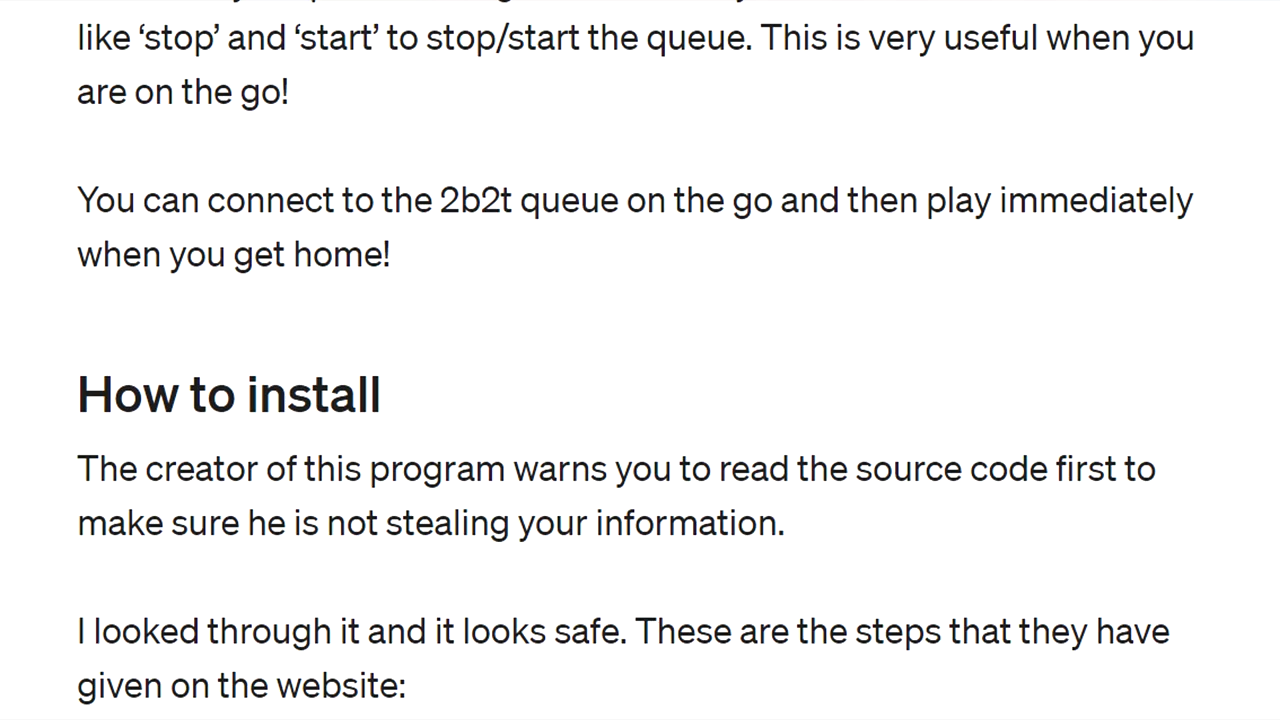 like ‘stop’ and ‘start’ to stop/start the queue. This is very useful when you
are on the go!
You can connect to the 2b2t queue on the go and then play immediately
when you get home!
How to install
The creator of this program warns you to read the source code first to
make sure he is not stealing your information.
I looked through it and it looks safe. These are the steps that they have
given on the website: